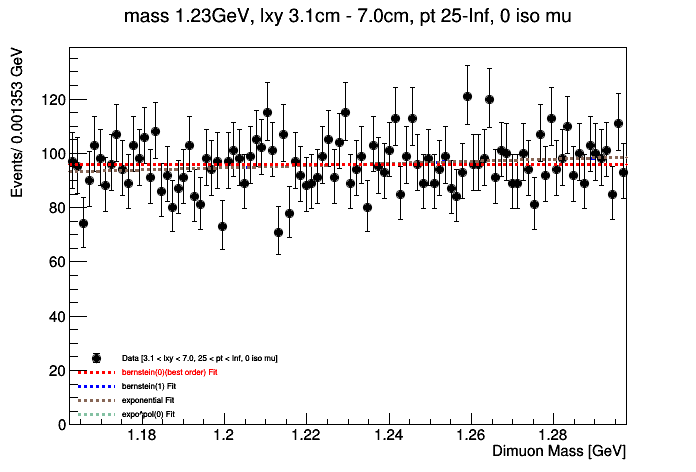 mass 1.23GeV, lxy 3.1cm - 7.0cm, pt 25-Inf, 0 iso mu
Events/ 0.001353 GeV
120
100
80
60
40
20
0
Data [3.1 < lxy < 7.0, 25 < pt < Inf, 0 iso mu]
bernstein(0)(best order) Fit
bernstein(1) Fit
exponential Fit
expo*pol(0) Fit
1.18 1.2 1.22 1.24 1.26 1.28
Dimuon Mass [GeV]